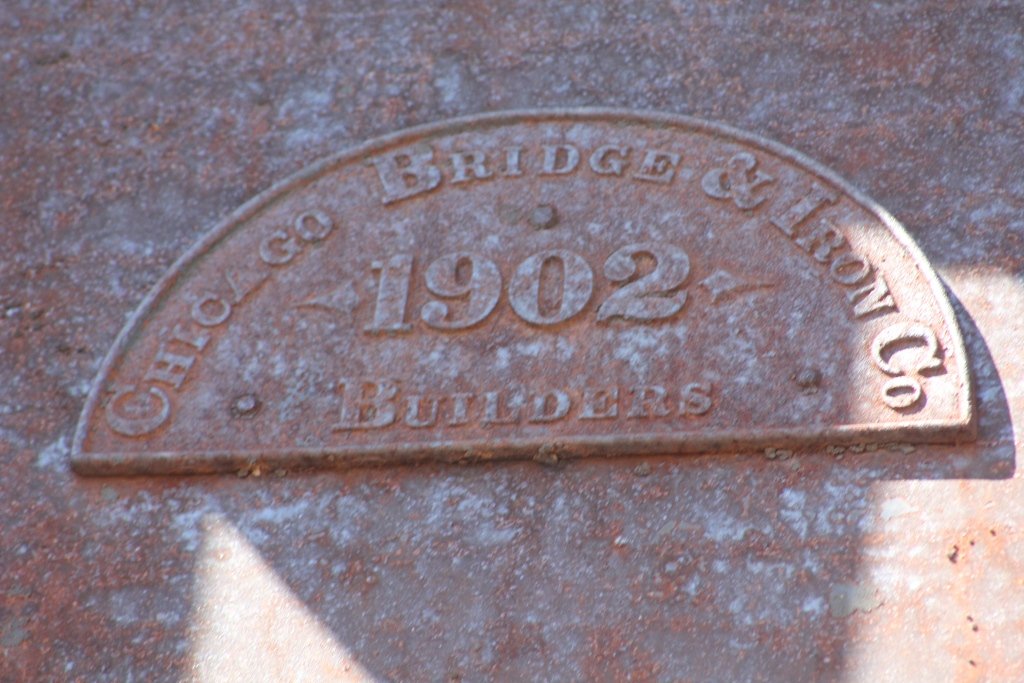 CHICAGO BRIDGE & IRON CO
1902
BUILDERS